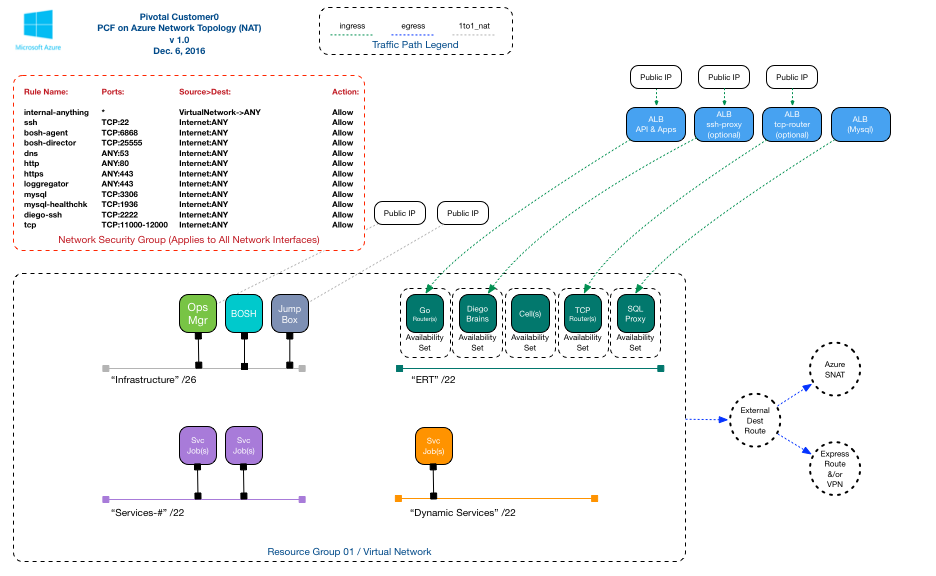 Microsoft Azure
Pivotal Customer0
PCF on Azure Network Topology (NAT)
v 1.0
Dec. 6, 2016
ingress egress 1to1_nat
Traffic Path Legend
Rule Name: Ports: Source>Dest: Action:
internal-anything * VirtualNetwork->ANY Allow
ssh TCP:22 Internet:ANY Allow
bosh-agent TCP:6868 Internet:ANY Allow
bosh-director TCP:25555 Internet:ANY Allow
dns ANY:53 Internet:ANY Allow
http ANY:80 Internet:ANY Allow
https ANY:443 Internet:ANY Allow
loggregator ANY:443 Internet:ANY Allow
mysql TCP:3306 Internet:ANY Allow
mysql-healthchk TCP:1936 Internet:ANY Allow
diego-ssh TCP:2222 Internet:ANY Allow
tcp TCP:11000-12000 Internet:ANY Allow
Network Security Group (Applies to All Network Interfaces)
Public IP Public IP Public IP
ALB
API & Apps
ALB
ssh-proxy
(optional)
ALB
tcp-router
(optional)
ALB
(Mysql)
Public IP Public IP
Ops
Mgr
BOSH
Jump
Box
"Infrastructure" /26
Go
Router(s)
Availability
Set
Diego
Brains
Availability
Set
Cell(s)
Availability
Set
TCP
Router(s)
Availability
Set
SQL
Proxy
Availability
Set
"ERT" /22
Svc
Job(s)
Svc
Job(s)
"Services-#" /22
Svc
Job(s)
"Dynamic Services" /22
Resource Group 01 / Virtual Network
External
Dest
Route
Azure
SNAT
Express
Route
&/or
VPN